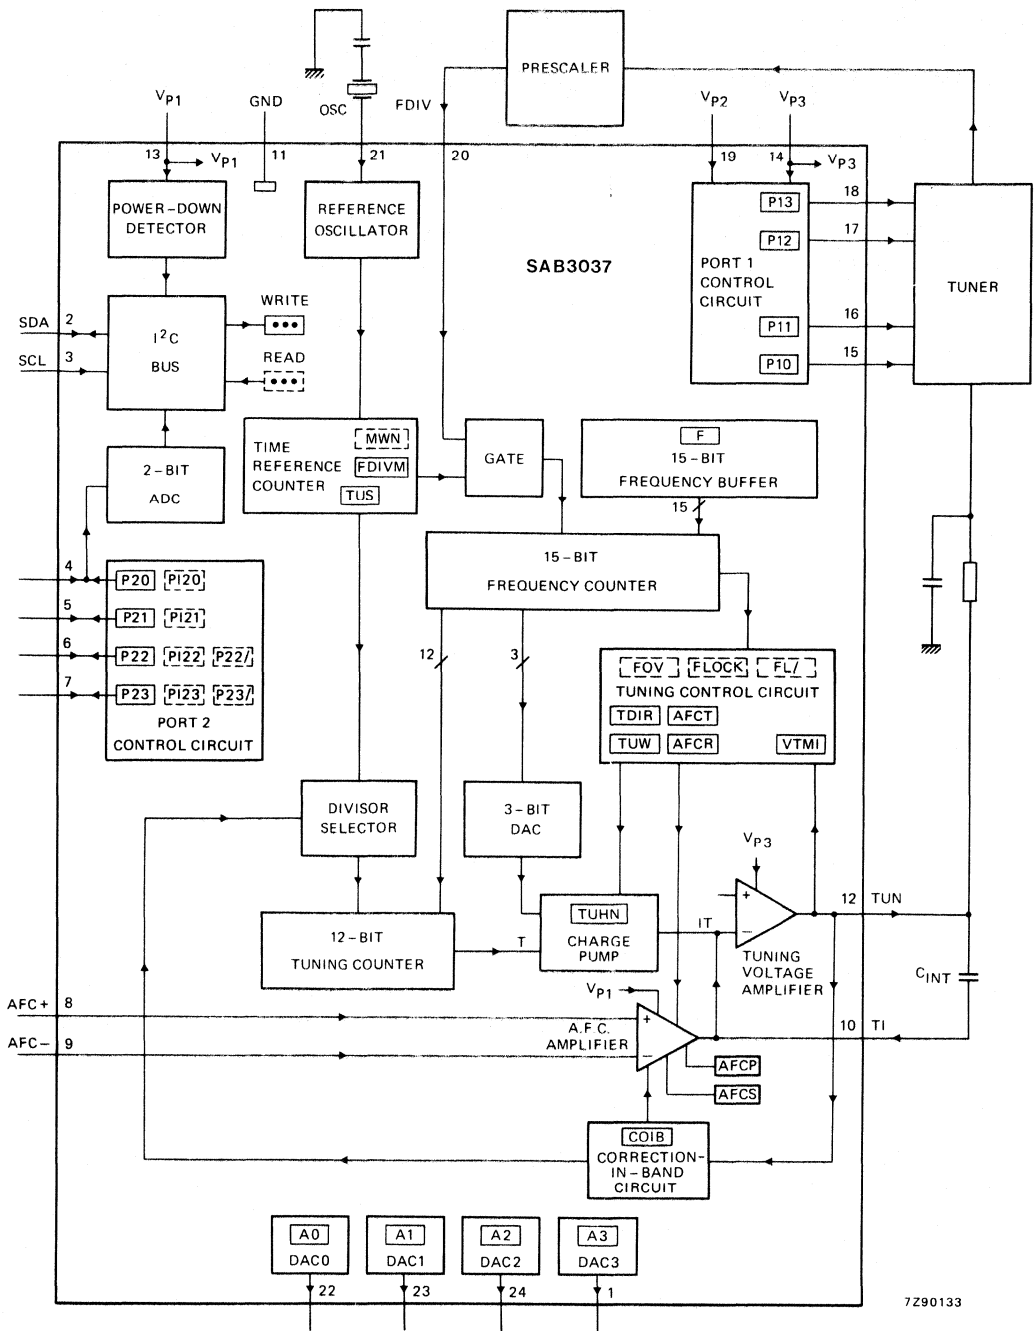 PRESCALER
OSC
FDIV
VP1
GND
VP2
VP3
13
VP1
11
21
20
19
14
VP3
POWER-DOWN
DETECTOR
REFERENCE
OSCILLATOR
SAB3037
P13
18
P12
17
PORT 1
CONTROL
CIRCUIT
P11
16
P10
15
TUNER
SDA
2
SCL
3
I2C
BUS
WRITE
READ
2-BIT
ADC
TIME
REFERENCE
COUNTER
MWN
FDIVM
TUS
GATE
F
15-BIT
FREQUENCY BUFFER
15
15-BIT
FREQUENCY COUNTER
4
P20 PI20
5
P21 PI21
6
P22 PI22 P22/
7
P23 PI23 P23/
PORT 2
CONTROL CIRCUIT
12
3
FOV FLOCK FL/
TUNING CONTROL CIRCUIT
TDIR AFCT
TUW AFCR VTMI
DIVISOR
SELECTOR
3-BIT
DAC
VP3
12-BIT
TUNING COUNTER
T
TUHN
CHARGE
PUMP
IT
+
−
TUNING
VOLTAGE
AMPLIFIER
12
TUN
CINT
VP1
AFC+
8
AFC−
9
A.F.C.
AMPLIFIER
+
−
10
TI
AFCP
AFCS
COIB
CORRECTION-
IN-BAND
CIRCUIT
A0
DAC0
A1
DAC1
A2
DAC2
A3
DAC3
22
23
24
1
7Z90133